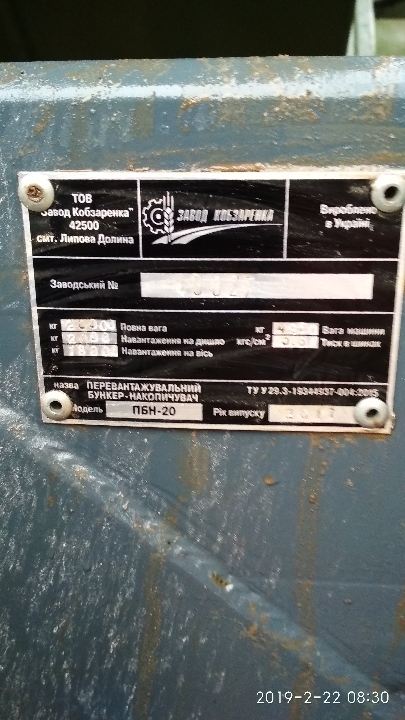 ТОВ
"Завод Кобзаренка"
42500
смт. Липова Долина
ЗАВОД КОБЗАРЕНКА
Вироблено
в Україні
Заводський №
кг Повна вага
кг Навантаження на дишло
кг Навантаження на вісь
кг Вага машини
кгс/см² Тиск в шинах
назва ПЕРЕВАНТАЖУВАЛЬНИЙ
БУНКЕР-НАКОПИЧУВАЧ
ТУ У 29.3-19344937-004:2015
Модель ПБН-20
Рік випуску
2019-2-22 08:30